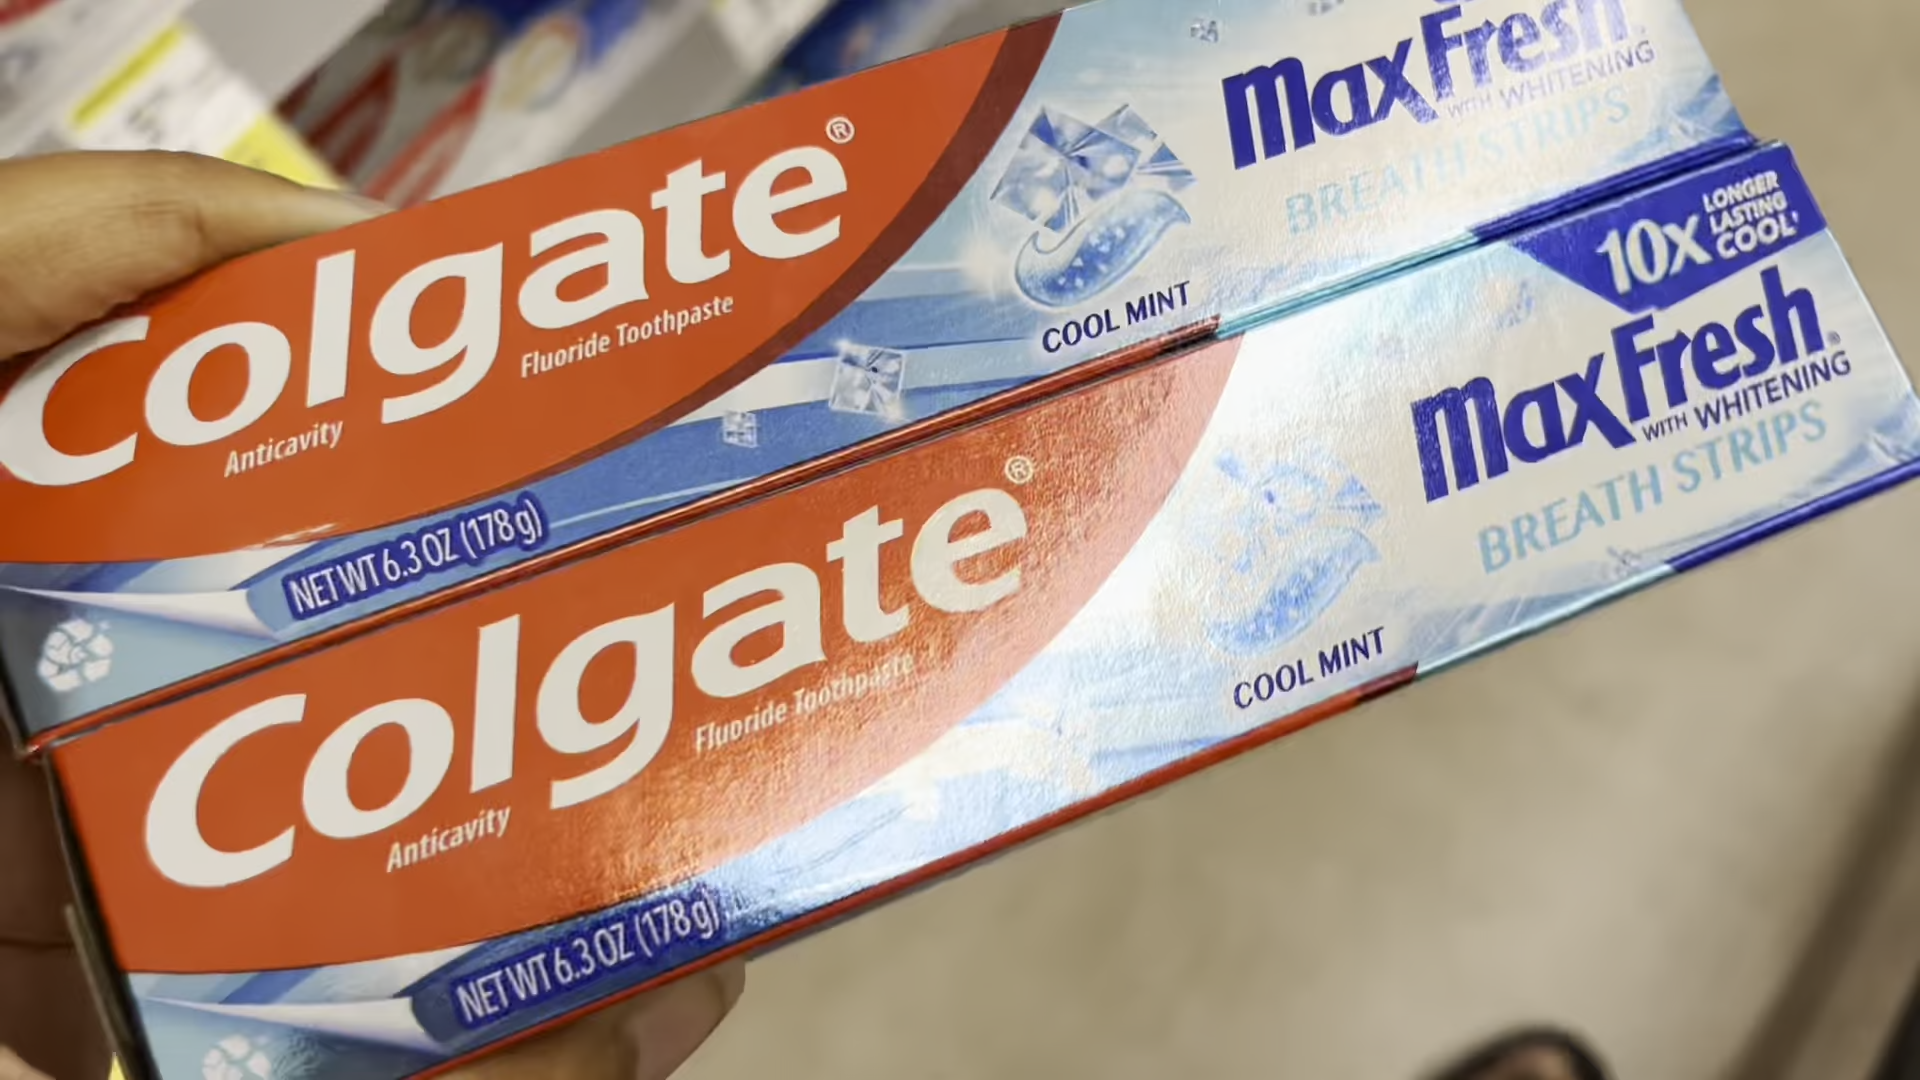 Colgate®
Anticavity
Fluoride Toothpaste
NET WT 6.3 OZ (178 g)
COOL MINT
MaxFresh®
WITH WHITENING
BREATH STRIPS
Colgate®
Anticavity
Fluoride Toothpaste
NET WT 6.3 OZ (178 g)
COOL MINT
10x LONGER
LASTING
COOL†
MaxFresh®
WITH WHITENING
BREATH STRIPS